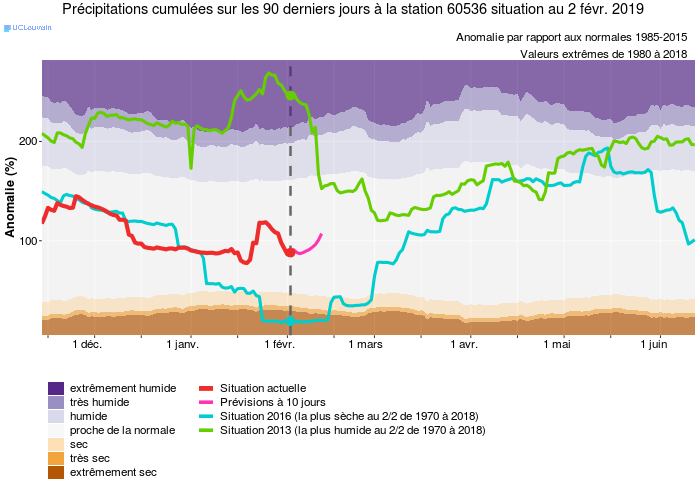 Précipitations cumulées sur les 90 derniers jours à la station 60536 situation au 2 févr. 2019
UCLouvain
Anomalie par rapport aux normales 1985-2015
Valeurs extrêmes de 1980 à 2018
Anomalie (%)
200
100
1 déc. 1 janv. 1 févr. 1 mars 1 avr. 1 mai 1 juin
extrêmement humide
très humide
humide
proche de la normale
sec
très sec
extrêmement sec
Situation actuelle
Prévisions à 10 jours
Situation 2016 (la plus sèche au 2/2 de 1970 à 2018)
Situation 2013 (la plus humide au 2/2 de 1970 à 2018)